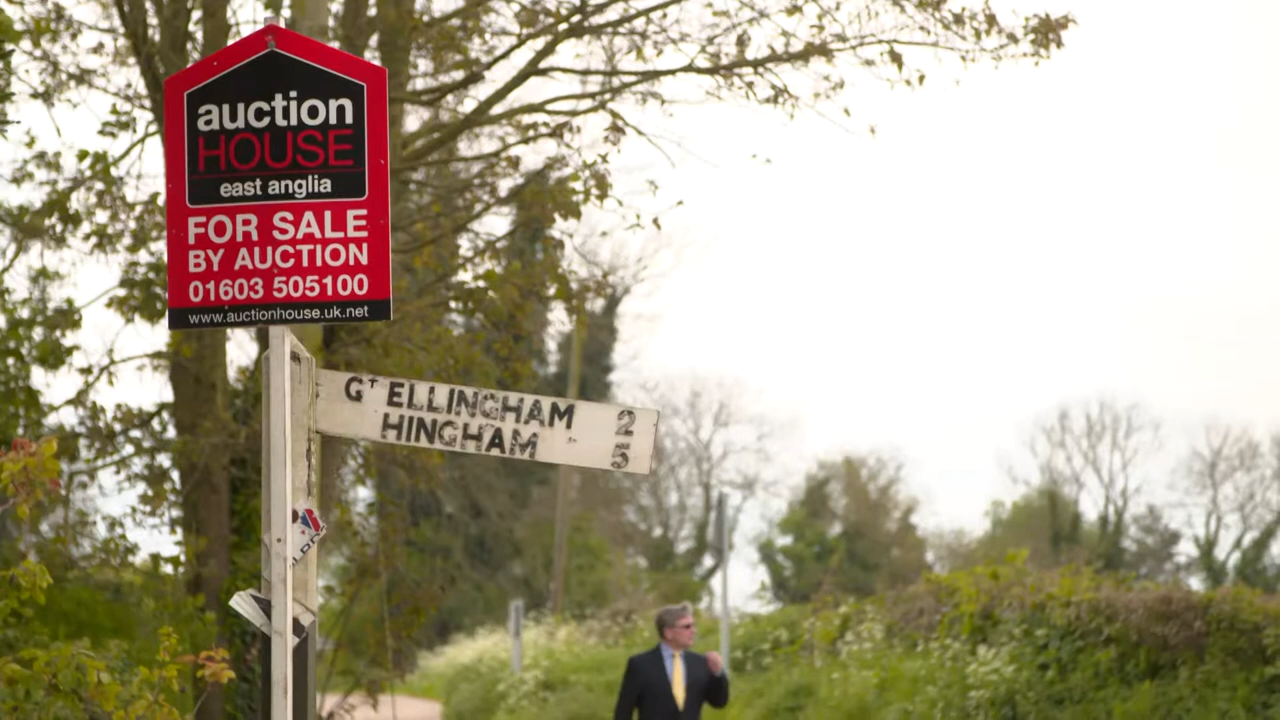 auction
HOUSE
east anglia
FOR SALE
BY AUCTION
01603 505100
www.auctionhouse.uk.net
Gᵀ ELLINGHAM 2
HINGHAM 5